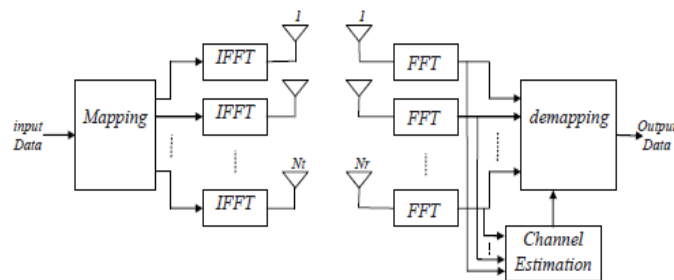 1
1
IFFT
FFT
Mapping
IFFT
FFT
demapping
input
Data
Output
Data
Nt
Nr
IFFT
FFT
Channel
Estimation